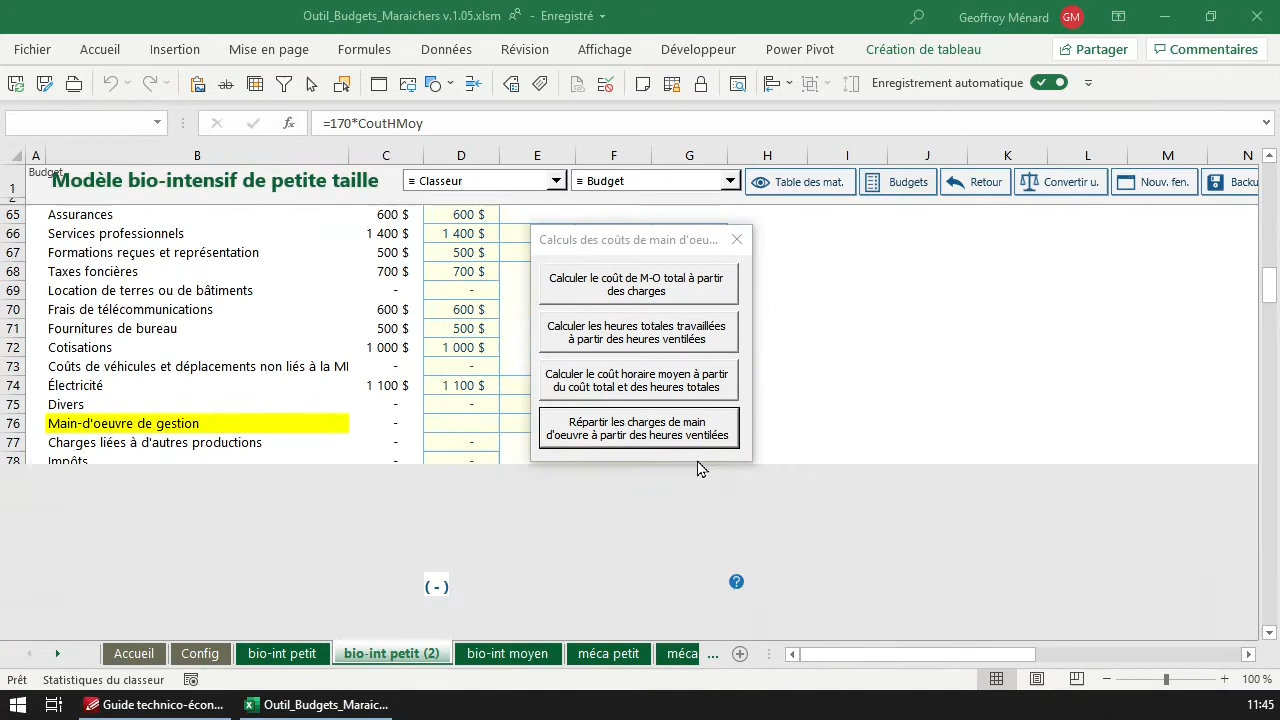 Outil_Budgets_Maraichers v.1.05.xlsm - Enregistré
Geoffroy Ménard GM
Fichier Accueil Insertion Mise en page Formules Données Révision Affichage Développeur Power Pivot Création de tableau Partager Commentaires
ab Enregistrement automatique
fx =170*CoutHMoy
A B C D E F G H I J K L M N
Budget
1 Modèle bio-intensif de petite taille ≡ Classeur ≡ Budget Table des mat. Budgets Retour Convertir u. Nouv. fen. Backu
2
65 Assurances 600 $ 600 $
66 Services professionnels 1 400 $ 1 400 $
67 Formations reçues et représentation 500 $ 500 $
68 Taxes foncières 700 $ 700 $
69 Location de terres ou de bâtiments - -
70 Frais de télécommunications 600 $ 600 $
71 Fournitures de bureau 500 $ 500 $
72 Cotisations 1 000 $ 1 000 $
73 Coûts de véhicules et déplacements non liés à la MI - -
74 Électricité 1 100 $ 1 100 $
75 Divers - -
76 Main-d'oeuvre de gestion -
77 Charges liées à d'autres productions - -
78 Impôts - -
Calculs des coûts de main d'oeu...
Calculer le coût de M-O total à partir
des charges
Calculer les heures totales travaillées
à partir des heures ventilées
Calculer le coût horaire moyen à partir
du coût total et des heures totales
Répartir les charges de main
d'oeuvre à partir des heures ventilées
( - ) ?
Accueil Config bio-int petit bio-int petit (2) bio-int moyen méca petit méca ...
Prêt Statistiques du classeur 100 %
Guide technico-écon... Outil_Budgets_Maraic... 11:45